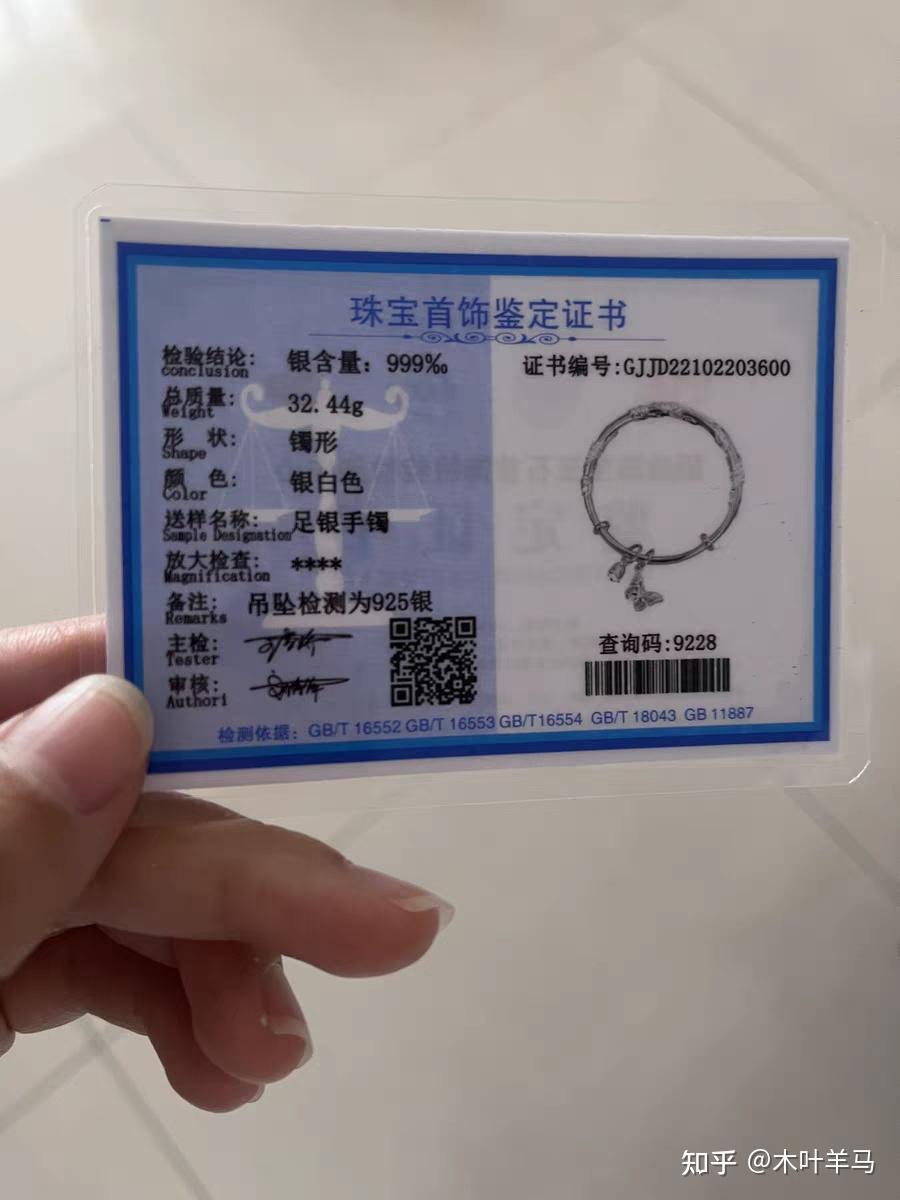 珠宝首饰鉴定证书
检验结论: 银含量: 999‰
conclusion
证书编号:GJJD22102203600
总质量: 32.44g
Weight
形 状: 镯形
Shape
颜 色: 银白色
Color
送样名称: 足银手镯
Sample Designation
放大检查: ****
Magnification
备注: 吊坠检测为925银
Remarks
主检:
Tester
审核:
Authori
查询码:9228
检测依据: GB/T 16552 GB/T 16553 GB/T16554 GB/T 18043 GB 11887
知乎 @木叶羊马